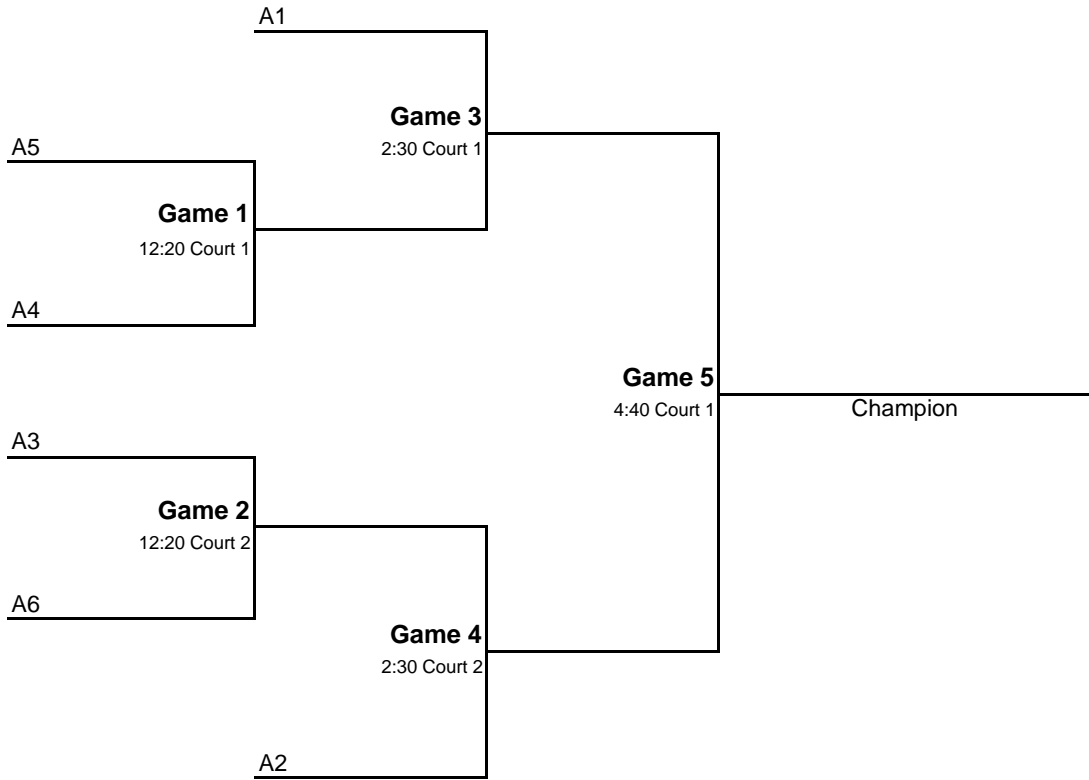 A1
Game 3
2:30 Court 1
A5
Game 1
12:20 Court 1
A4
Game 5
4:40 Court 1
Champion
A3
Game 2
12:20 Court 2
A6
Game 4
2:30 Court 2
A2